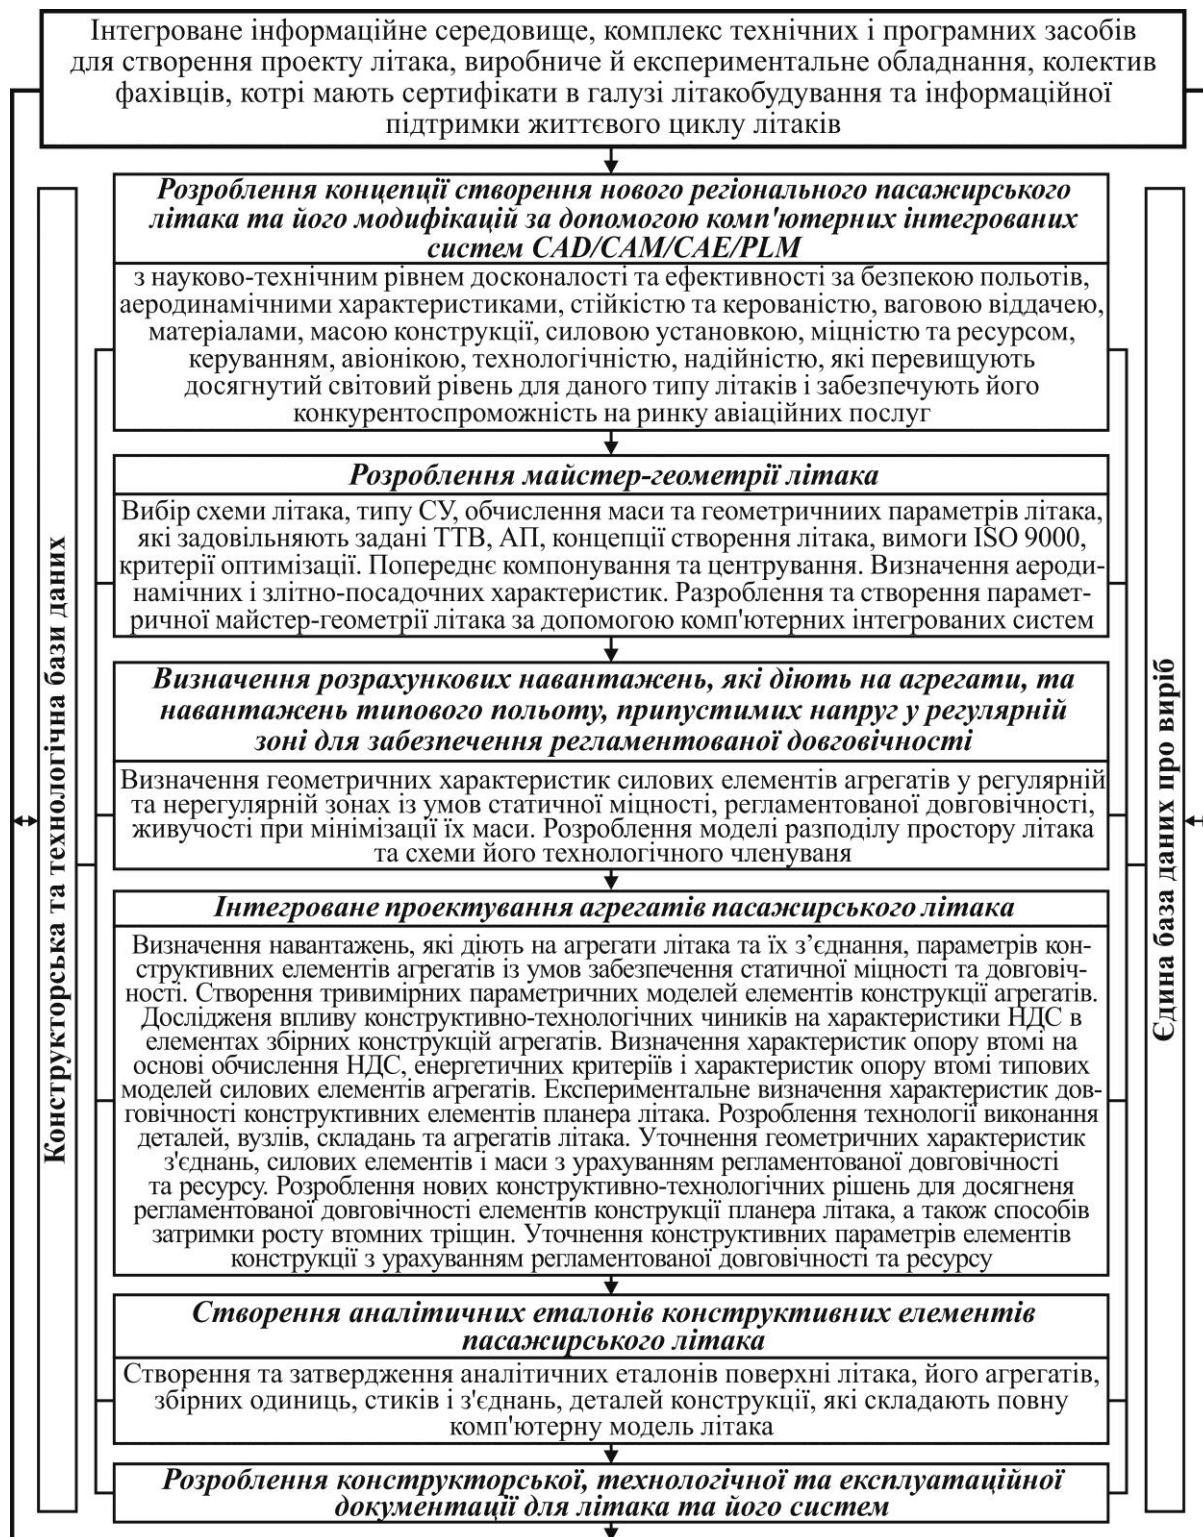 Інтегроване інформаційне середовище, комплекс технічних і програмних засобів
для створення проекту літака, виробниче й експериментальне обладнання, колектив
фахівців, котрі мають сертифікати в галузі літакобудування та інформаційної
підтримки життєвого циклу літаків
Конструкторська та технологічна бази даних
Розроблення концепції створення нового регіонального пасажирського
літака та його модифікацій за допомогою комп'ютерних інтегрованих
систем CAD/CAM/CAE/PLM
з науково-технічним рівнем досконалості та ефективності за безпекою польотів,
аеродинамічними характеристиками, стійкістю та керованістю, ваговою віддачею,
матеріалами, масою конструкції, силовою установкою, міцністю та ресурсом,
керуванням, авіонікою, технологічністю, надійністю, які перевищують
досягнутий світовий рівень для даного типу літаків і забезпечують його
конкурентоспроможність на ринку авіаційних послуг
Розроблення майстер-геометрії літака
Вибір схеми літака, типу СУ, обчислення маси та геометричниих параметрів літака,
які задовільняють задані ТТВ, АП, концепції створення літака, вимоги ISO 9000,
критерії оптимізації. Попереднє компонування та центрування. Визначення аероди-
намічних і злітно-посадочних характеристик. Разроблення та створення парамет-
ричної майстер-геометрії літака за допомогою комп'ютерних інтегрованих систем
Визначення розрахункових навантажень, які діють на агрегати, та
навантажень типового польоту, припустимих напруг у регулярній
зоні для забезпечення регламентованої довговічності
Визначення геометричних характеристик силових елементів агрегатів у регулярній
та нерегулярній зонах із умов статичної міцності, регламентованої довговічності,
живучості при мінімізації їх маси. Розроблення моделі разподілу простору літака
та схеми його технологічного членуваня
Інтегроване проектування агрегатів пасажирського літака
Визначення навантажень, які діють на агрегати літака та їх з’єднання, параметрів кон-
структивних елементів агрегатів із умов забезпечення статичної міцності та довговіч-
ності. Створення тривимірних параметричних моделей елементів конструкції агрегатів.
Дослідженя впливу конструктивно-технологічних чиників на характеристики НДС в
елементах збірних конструкцій агрегатів. Визначення характеристик опору втомі на
основі обчислення НДС, енергетичних критеріїв і характеристик опору втомі типових
моделей силових елементів агрегатів. Експериментальне визначення характеристик дов-
говічності конструктивних елементів планера літака. Розроблення технології виконання
деталей, вузлів, складань та агрегатів літака. Уточнення геометричних характеристик
з'єднань, силових елементів і маси з урахуванням регламентованої довговічності
та ресурсу. Розроблення нових конструктивно-технологічних рішень для досягненя
регламентованої довговічності елементів конструкції планера літака, а також способів
затримки росту втомних тріщин. Уточнення конструктивних параметрів елементів
конструкції з урахуванням регламентованої довговічності та ресурсу
Створення аналітичних еталонів конструктивних елементів
пасажирського літака
Створення та затвердження аналітичних еталонів поверхні літака, його агрегатів,
збірних одиниць, стиків і з'єднань, деталей конструкції, які складають повну
комп'ютерну модель літака
Розроблення конструкторської, технологічної та експлуатаційної
документації для літака та його систем
Єдина база даних про виріб